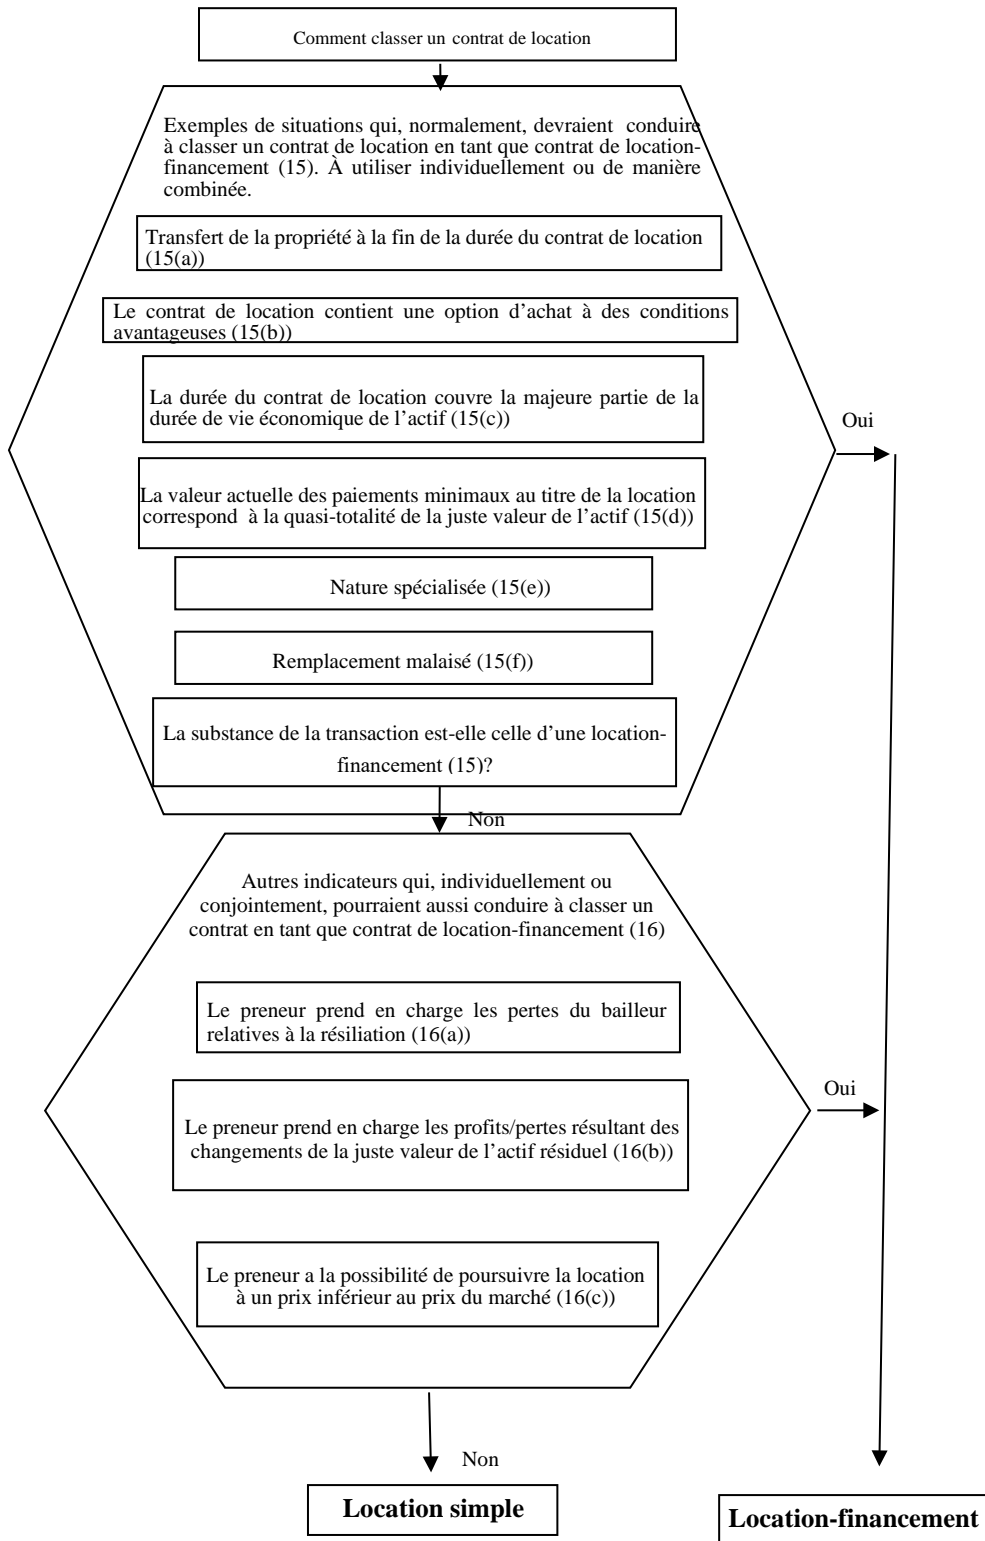 Comment classer un contrat de location
Exemples de situations qui, normalement, devraient conduire
à classer un contrat de location en tant que contrat de location-
financement (15). À utiliser individuellement ou de manière
combinée.
Transfert de la propriété à la fin de la durée du contrat de location
(15(a))
Le contrat de location contient une option d’achat à des conditions
avantageuses (15(b))
La durée du contrat de location couvre la majeure partie de la
durée de vie économique de l’actif (15(c))
Oui
La valeur actuelle des paiements minimaux au titre de la location
correspond à la quasi-totalité de la juste valeur de l’actif (15(d))
Nature spécialisée (15(e))
Remplacement malaisé (15(f))
La substance de la transaction est-elle celle d’une location-
financement (15)?
Non
Autres indicateurs qui, individuellement ou
conjointement, pourraient aussi conduire à classer un
contrat en tant que contrat de location-financement (16)
Le preneur prend en charge les pertes du bailleur
relatives à la résiliation (16(a))
Oui
Le preneur prend en charge les profits/pertes résultant des
changements de la juste valeur de l’actif résiduel (16(b))
Le preneur a la possibilité de poursuivre la location
à un prix inférieur au prix du marché (16(c))
Non
Location simple
Location-financement